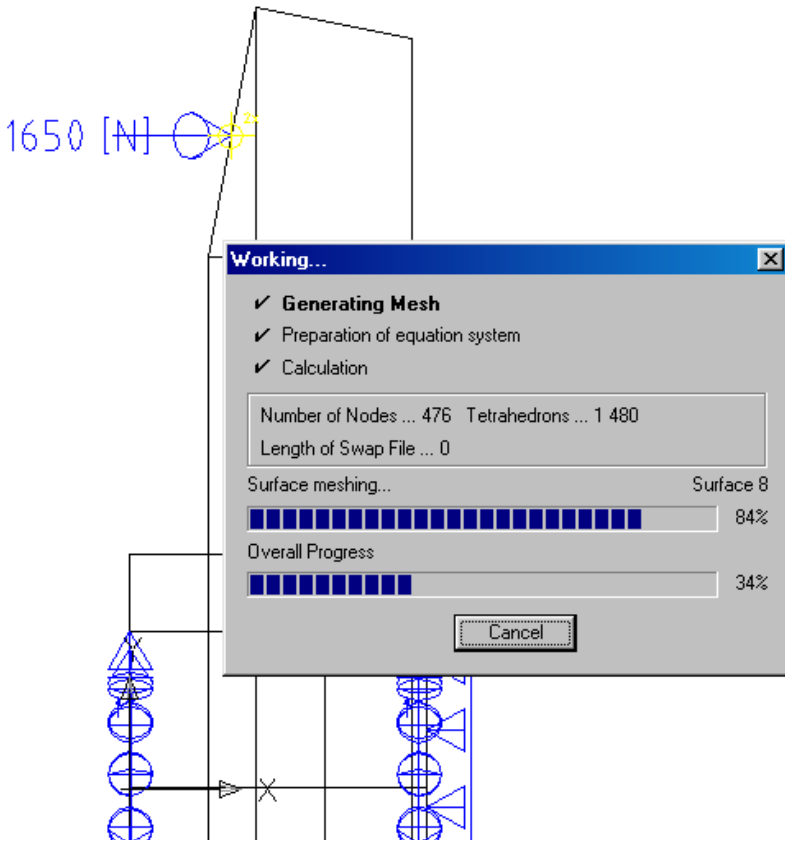 2x
1650 [N]
Working...
Generating Mesh
Preparation of equation system
Calculation
Number of Nodes ... 476 Tetrahedrons ... 1 480
Length of Swap File ... 0
Surface meshing... Surface 8
84%
Overall Progress
34%
Cancel
X